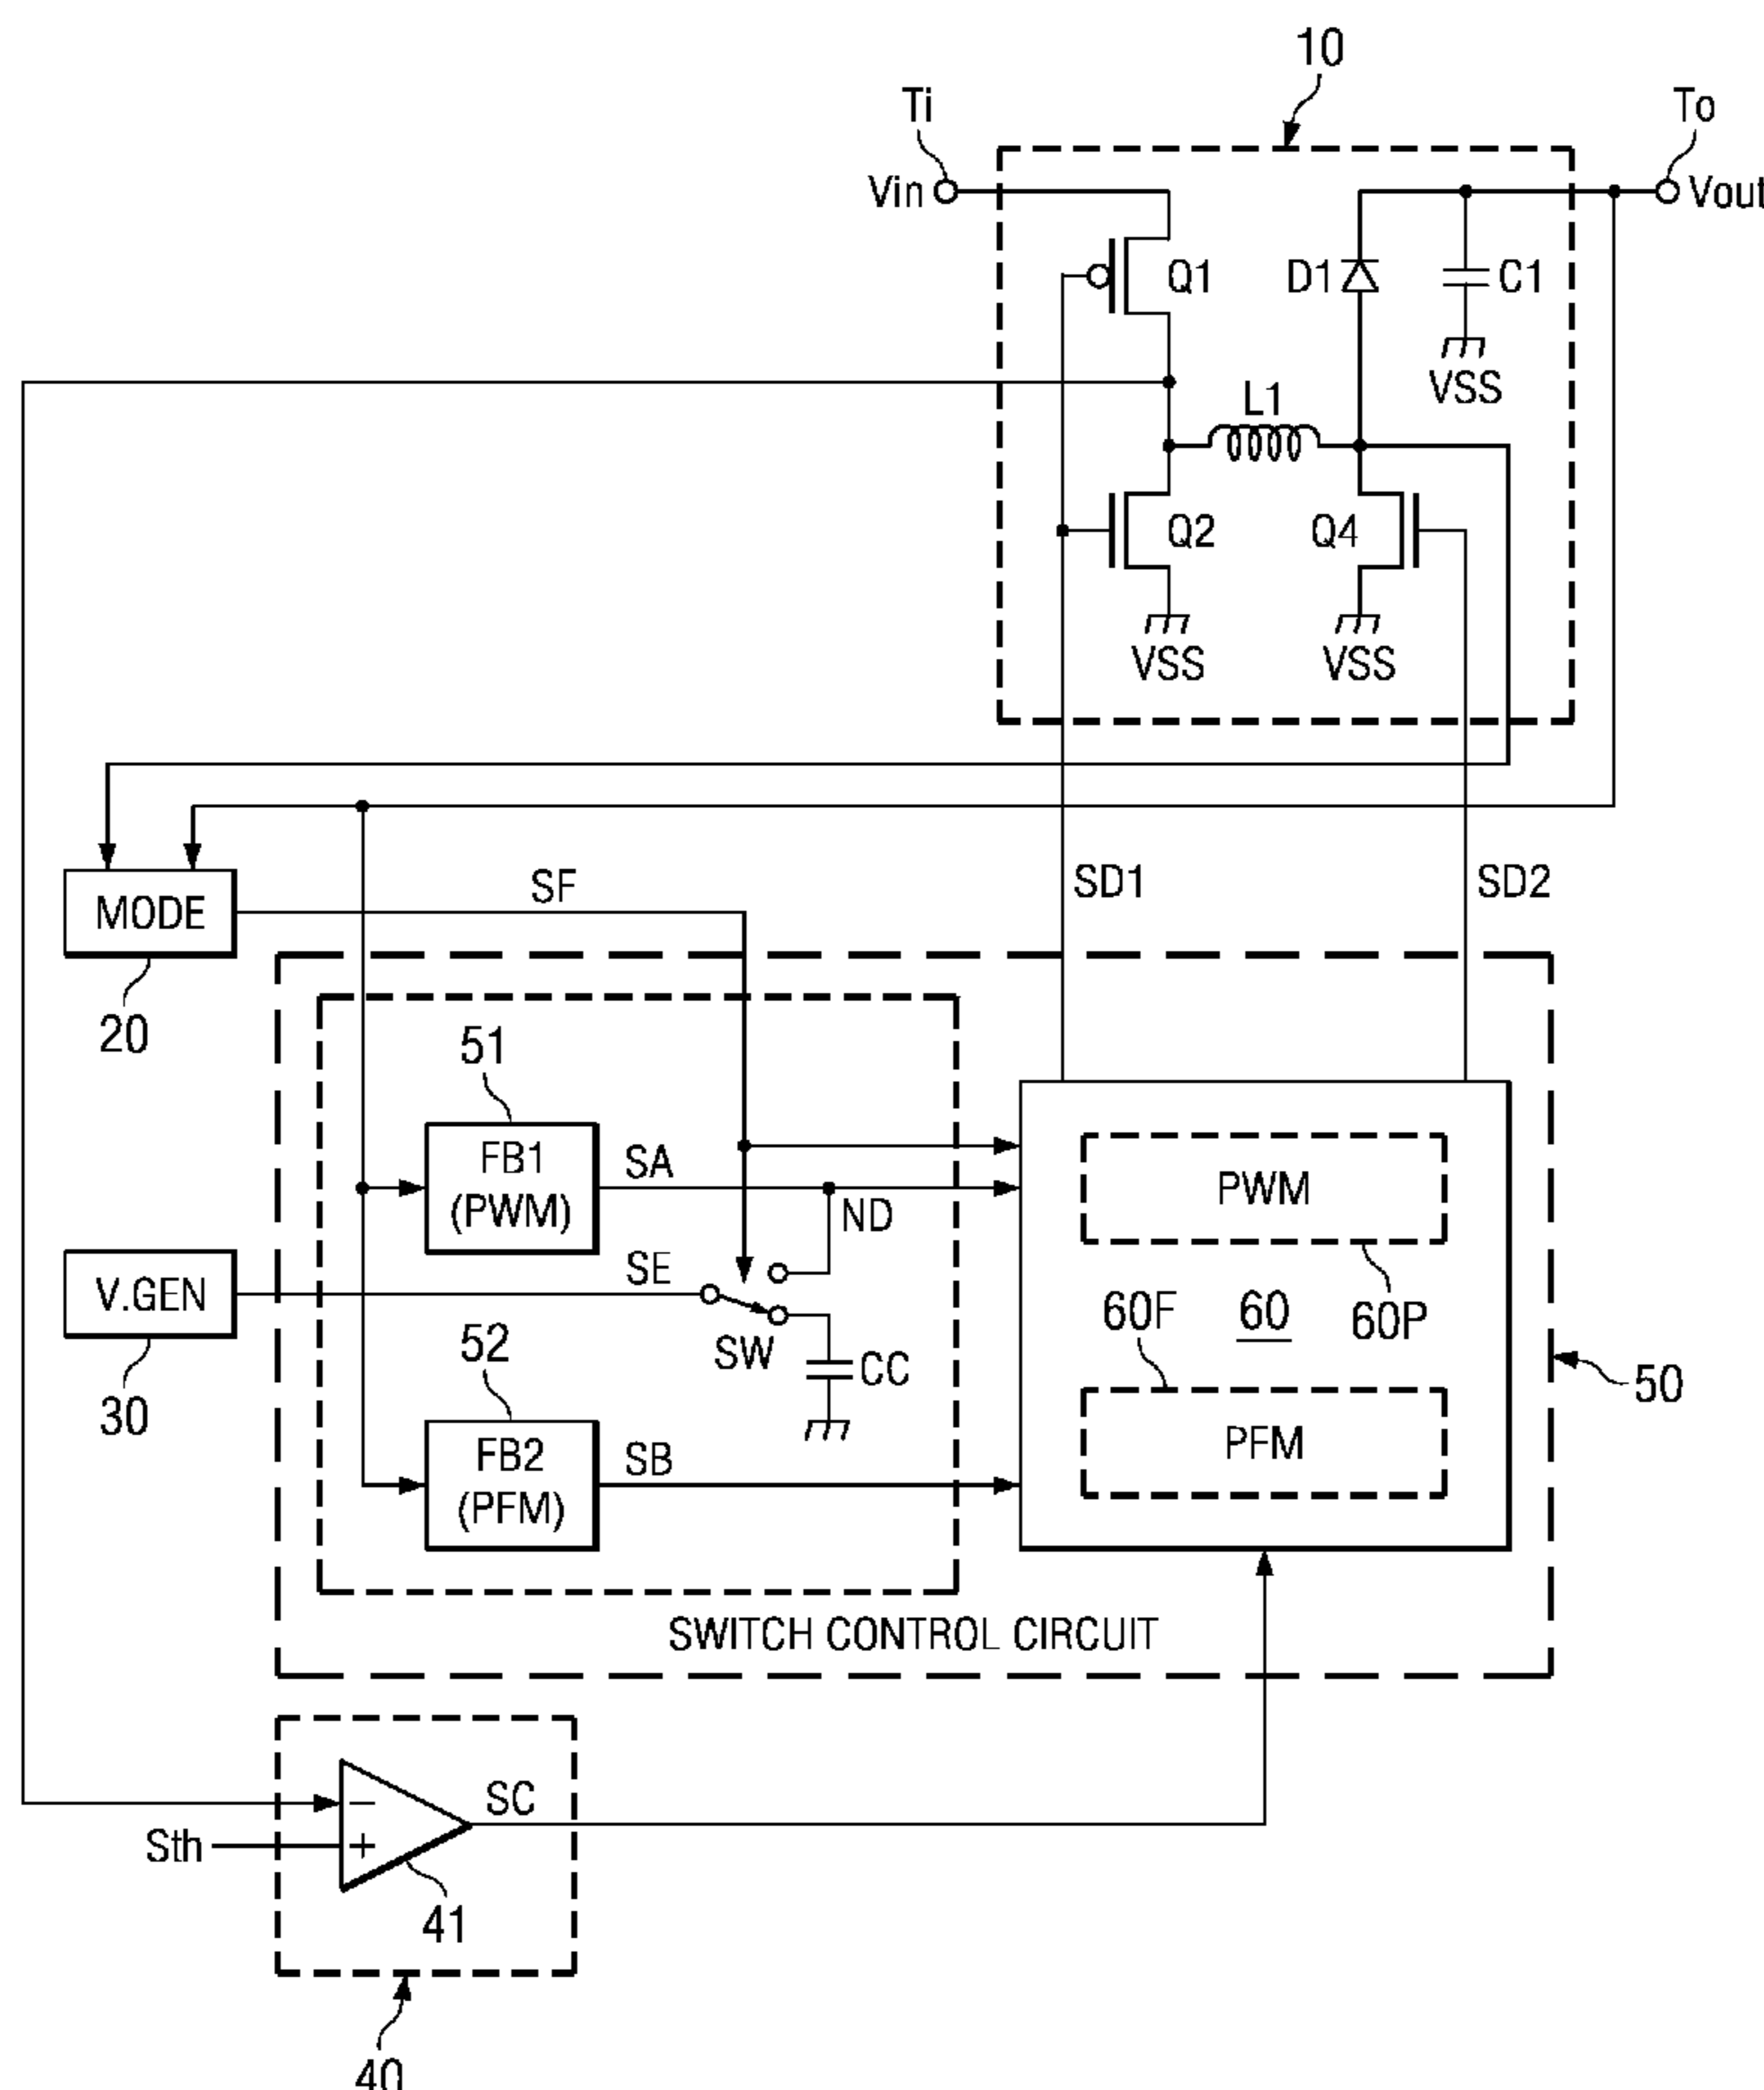 10
Ti
To
Vin
Vout
Q1
D1
C1
VSS
L1
Q2
Q4
VSS
VSS
SD1
SD2
SF
MODE
20
51
FB1
(PWM)
SA
ND
PWM
SE
V.GEN
30
SW
CC
60F
60
60P
50
52
FB2
(PFM)
SB
PFM
SWITCH CONTROL CIRCUIT
SC
−
Sth
+
41
40